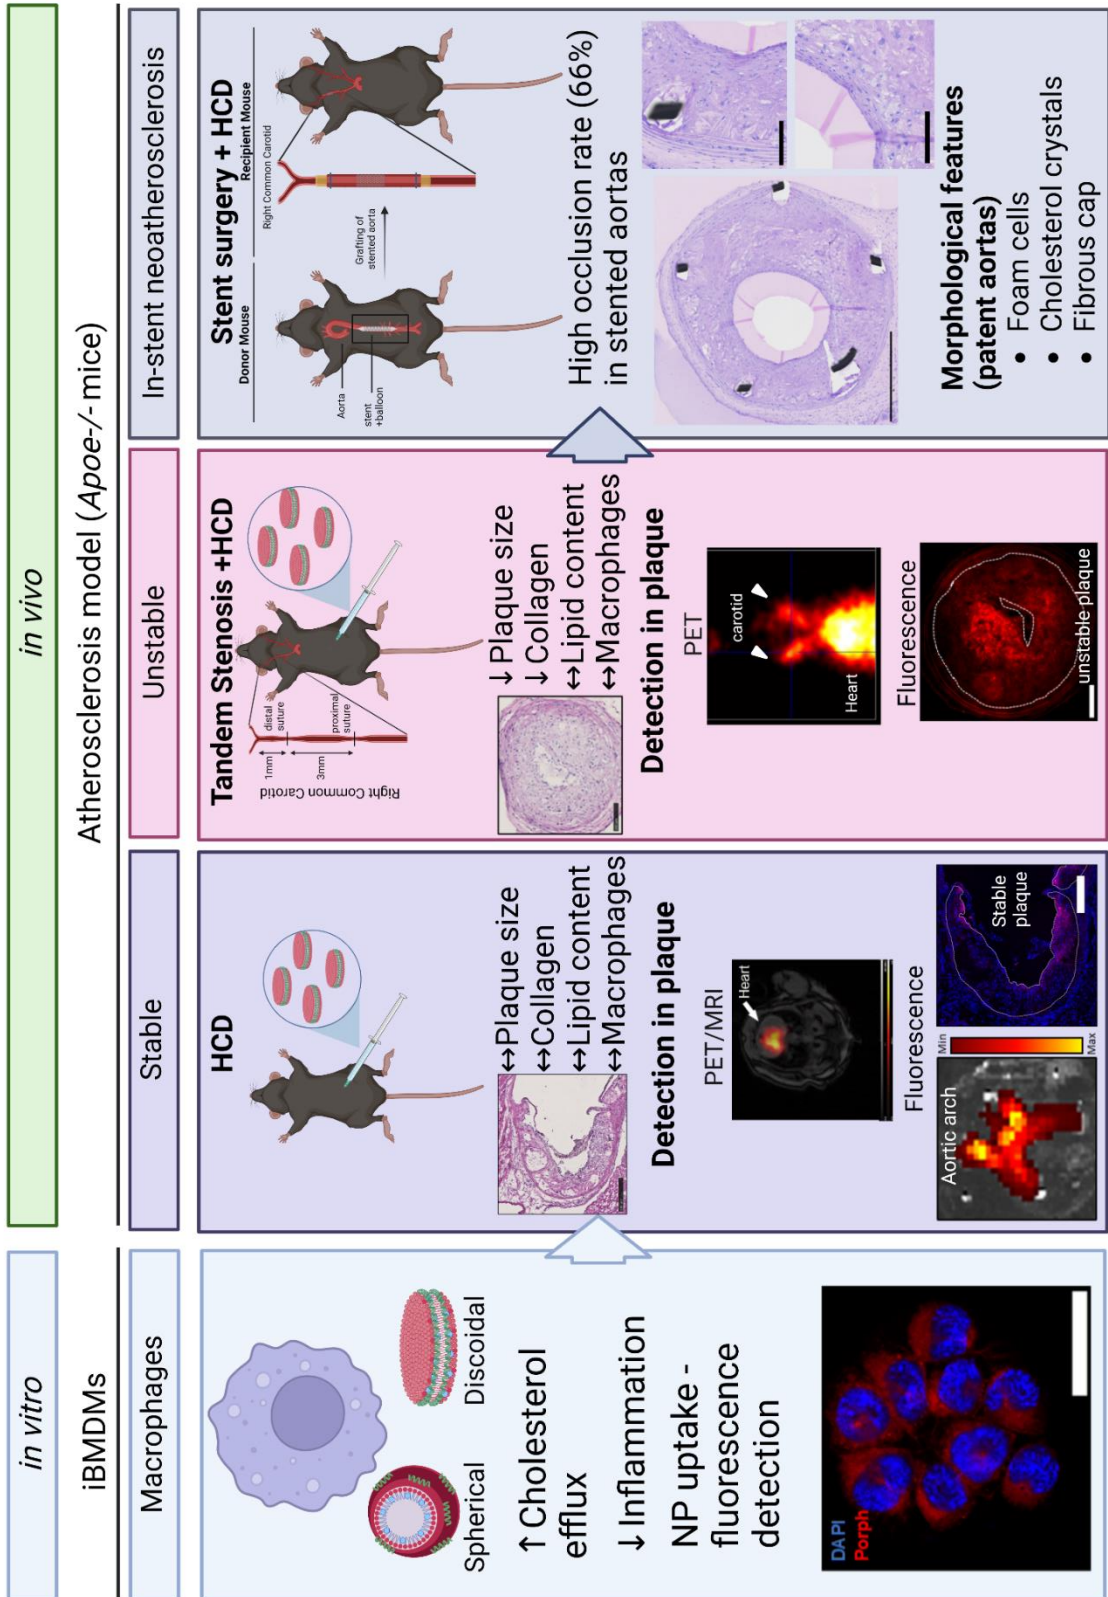 in vitro
in vivo
iBMDMs
Atherosclerosis model (Apoe-/- mice)
Macrophages
Stable
Unstable
In-stent neoatherosclerosis
Spherical
Discoidal
↑ Cholesterol
efflux
↓ Inflammation
NP uptake -
fluorescence
detection
DAPI
Porph
HCD
↔Plaque size
↔Collagen
↔Lipid content
↔Macrophages
Detection in plaque
PET/MRI
Heart
Fluorescence
Aortic arch
Min
Max
Stable
plaque
Tandem Stenosis +HCD
Right Common Carotid
1mm
3mm
distal
suture
proximal
suture
↓ Plaque size
↓ Collagen
↔Lipid content
↔Macrophages
Detection in plaque
PET
carotid
Heart
Fluorescence
unstable plaque
Stent surgery + HCD
Donor Mouse
Recipient Mouse
Aorta
stent
+balloon
Grafting of
stented aorta
Right Common Carotid
High occlusion rate (66%)
in stented aortas
Morphological features
(patent aortas)
• Foam cells
• Cholesterol crystals
• Fibrous cap